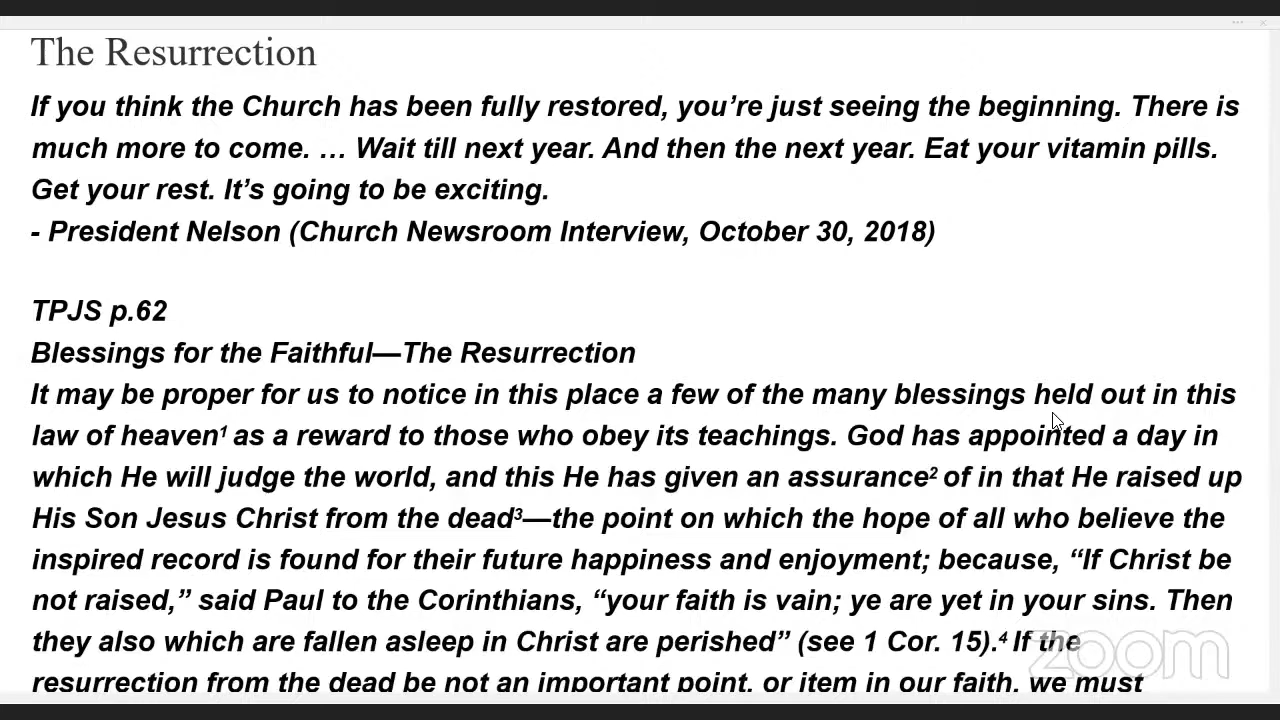 The Resurrection
If you think the Church has been fully restored, you’re just seeing the beginning. There is
much more to come. … Wait till next year. And then the next year. Eat your vitamin pills.
Get your rest. It’s going to be exciting.
- President Nelson (Church Newsroom Interview, October 30, 2018)
TPJS p.62
Blessings for the Faithful—The Resurrection
It may be proper for us to notice in this place a few of the many blessings held out in this
law of heaven¹ as a reward to those who obey its teachings. God has appointed a day in
which He will judge the world, and this He has given an assurance² of in that He raised up
His Son Jesus Christ from the dead³—the point on which the hope of all who believe the
inspired record is found for their future happiness and enjoyment; because, “If Christ be
not raised,” said Paul to the Corinthians, “your faith is vain; ye are yet in your sins. Then
they also which are fallen asleep in Christ are perished” (see 1 Cor. 15).⁴ If the
resurrection from the dead be not an important point, or item in our faith, we must
zoom